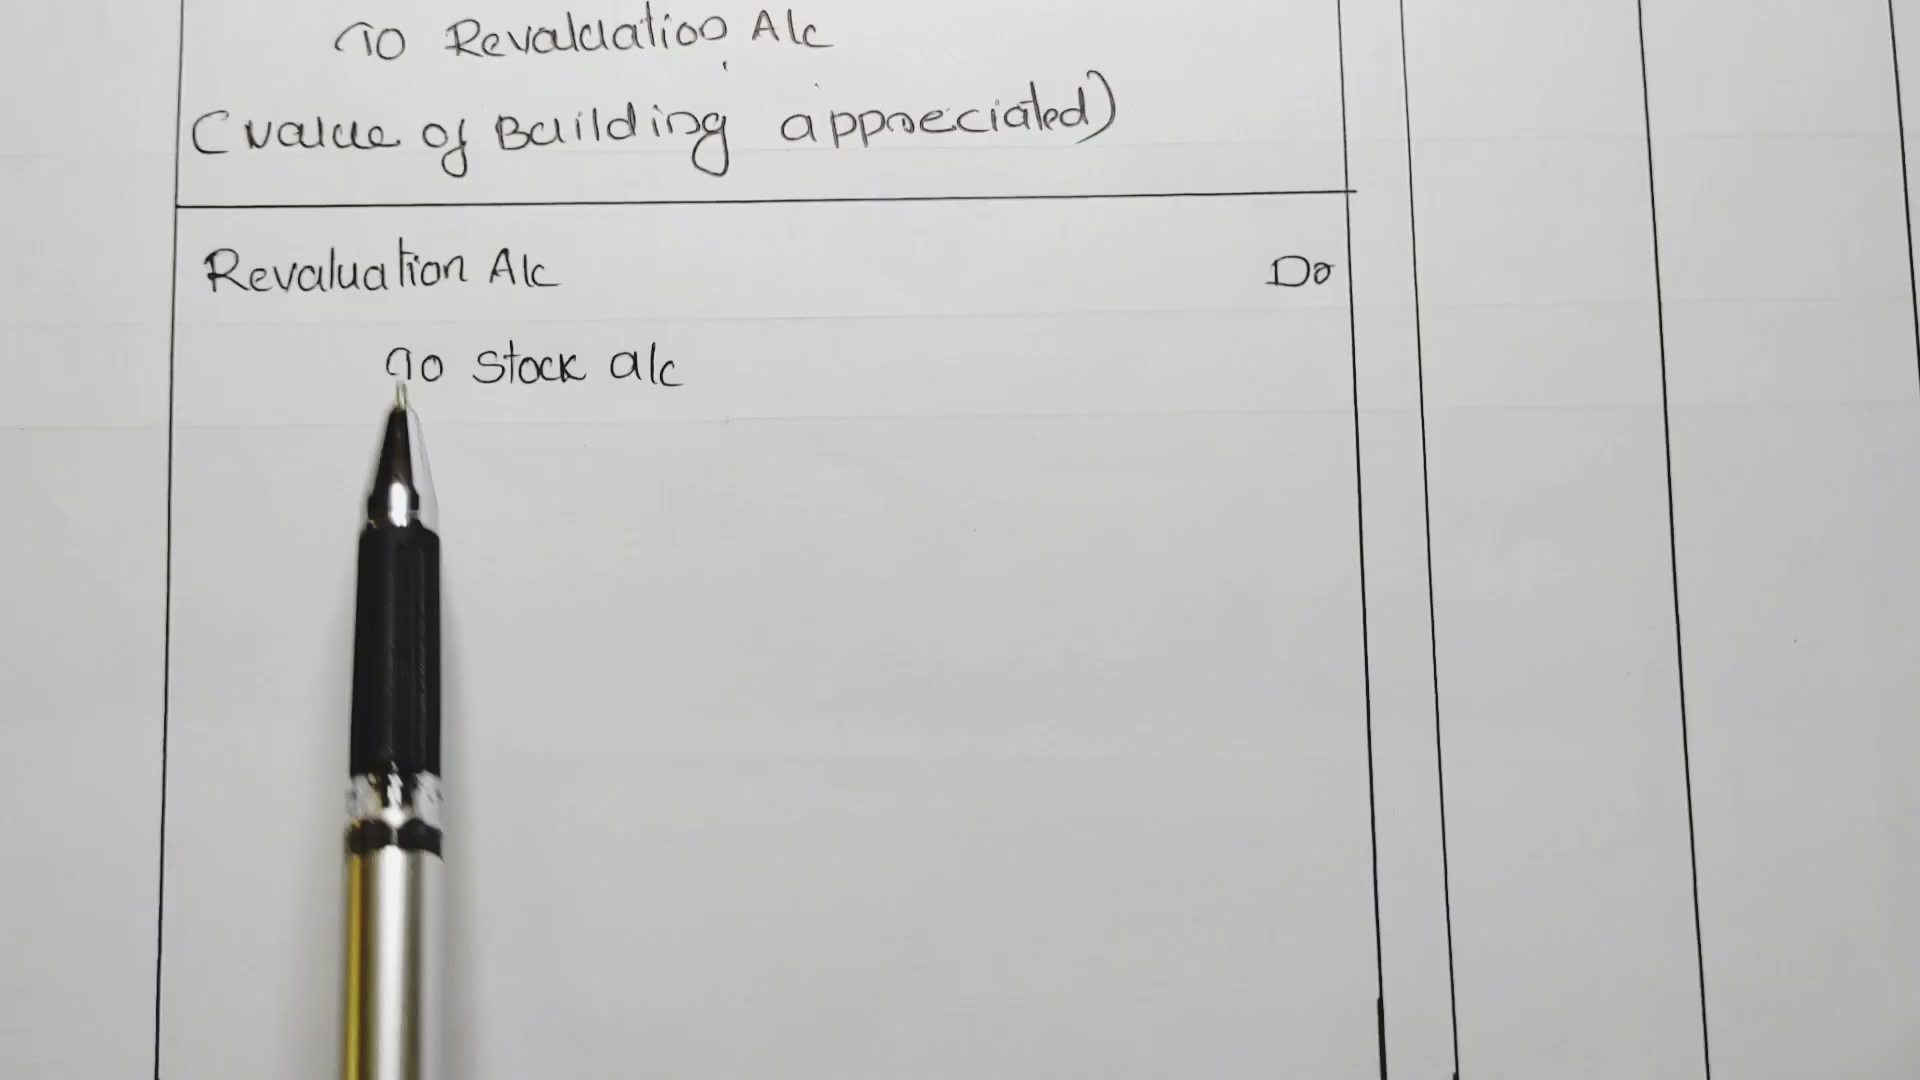 To Revaluation A/c
(value of Building appreciated)
Revaluation A/c Dr
To Stock a/c